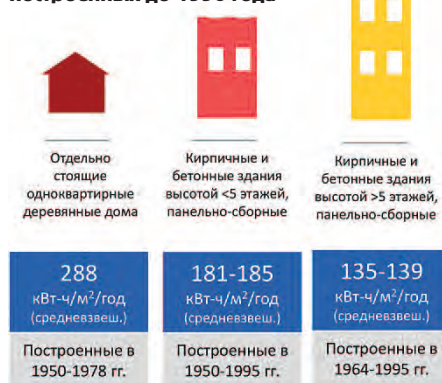 Отдельно
стоящие
одноквартирные
деревянные дома
288
кВт-ч/м²/год
(средневзвеш.)
Построенные в
1950-1978 гг.
Кирпичные и
бетонные здания
высотой <5 этажей,
панельно-сборные
181-185
кВт-ч/м²/год
(средневзвеш.)
Построенные в
1950-1995 гг.
Кирпичные и
бетонные здания
высотой >5 этажей,
панельно-сборные
135-139
кВт-ч/м²/год
(средневзвеш.)
Построенные в
1964-1995 гг.